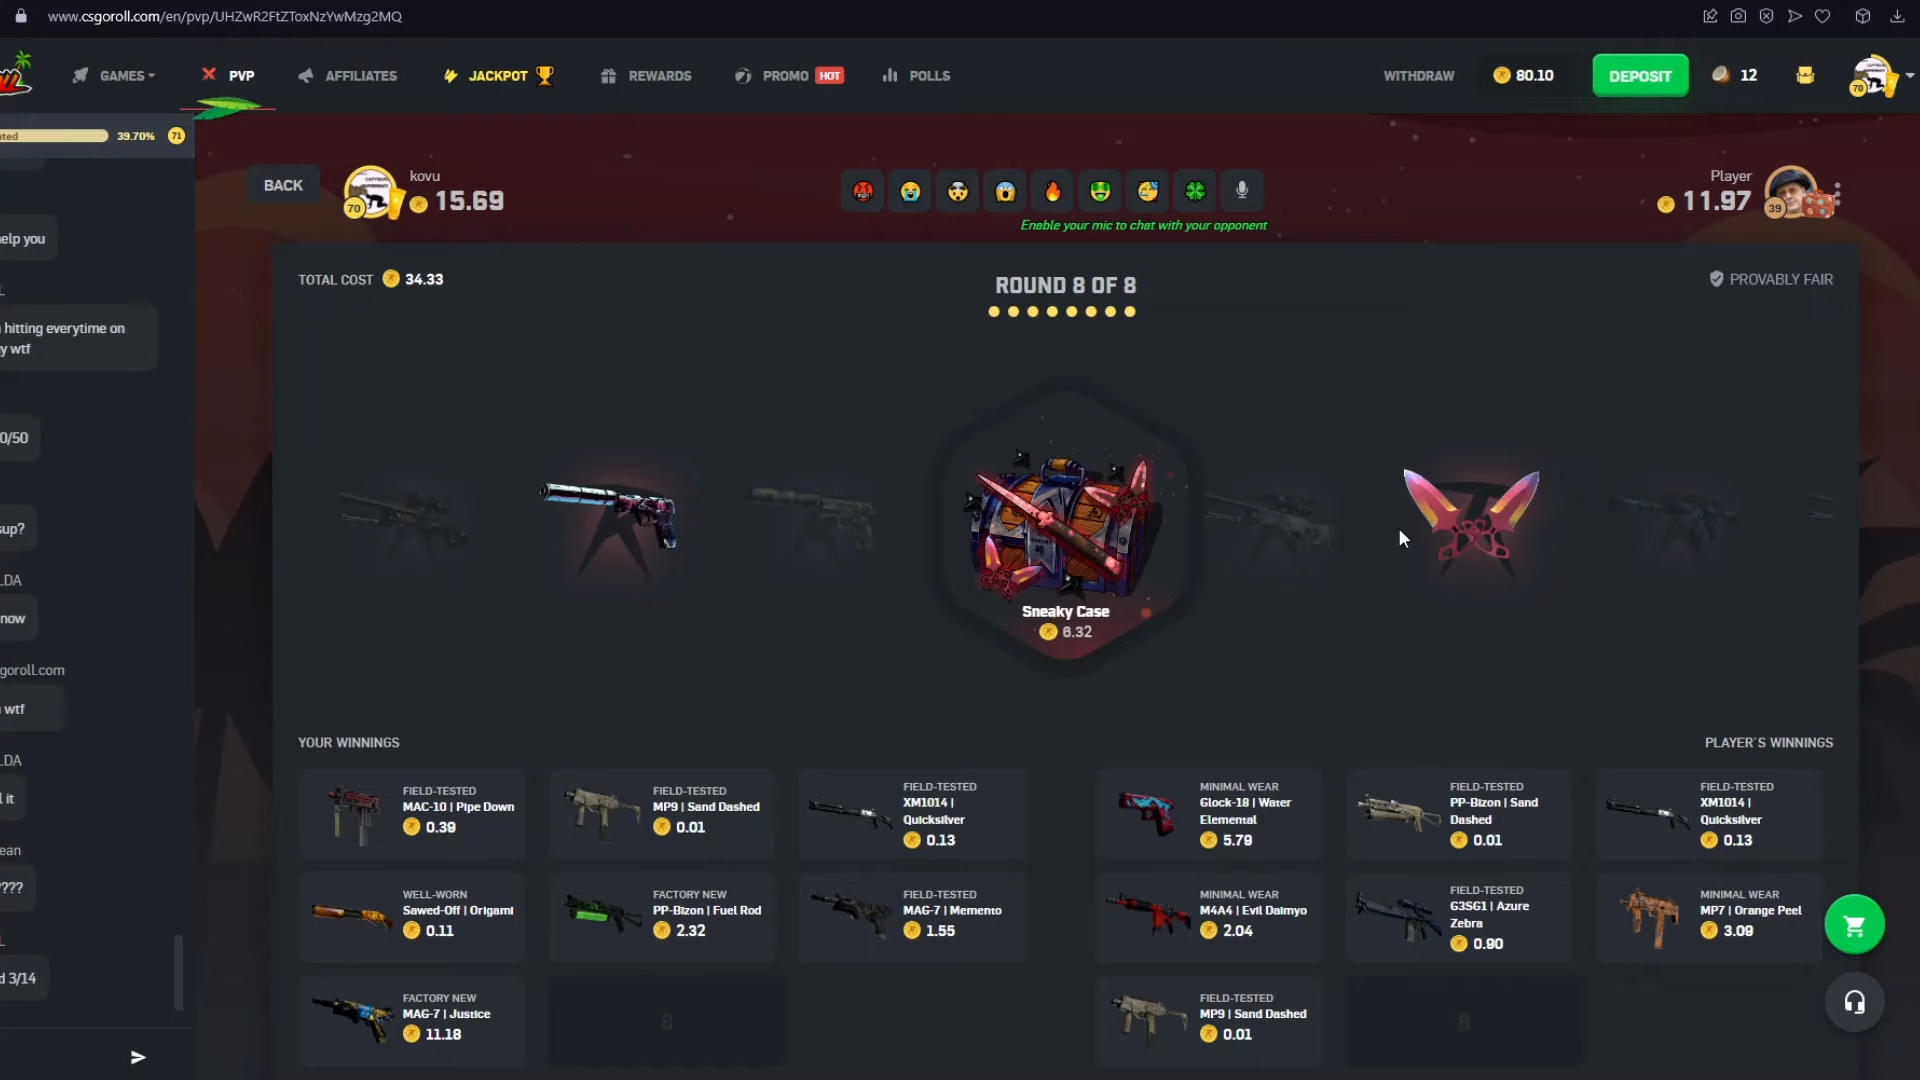 www.csgoroll.com/en/pvp/UHZwR2FtZToxNzYwMzg2MQ
GAMES
PVP
AFFILIATES
JACKPOT
REWARDS
PROMO HOT
POLLS
WITHDRAW
80.10
DEPOSIT
12
70
ted
39.70%
71
BACK
kovu
70
15.69
Enable your mic to chat with your opponent
Player
11.97
39
elp you
L
hitting everytime on
y wtf
0/50
sup?
LDA
now
goroll.com
wtf
LDA
l it
ean
????
L
d 3/14
TOTAL COST 34.33
ROUND 8 OF 8
PROVABLY FAIR
Sneaky Case
6.32
YOUR WINNINGS
PLAYER'S WINNINGS
FIELD-TESTED
MAC-10 | Pipe Down
0.39
FIELD-TESTED
MP9 | Sand Dashed
0.01
FIELD-TESTED
XM1014 |
Quicksilver
0.13
MINIMAL WEAR
Glock-18 | Water
Elemental
5.79
FIELD-TESTED
PP-Bizon | Sand
Dashed
0.01
FIELD-TESTED
XM1014 |
Quicksilver
0.13
WELL-WORN
Sawed-Off | Origami
0.11
FACTORY NEW
PP-Bizon | Fuel Rod
2.32
FIELD-TESTED
MAG-7 | Memento
1.55
MINIMAL WEAR
M4A4 | Evil Daimyo
2.04
FIELD-TESTED
G3SG1 | Azure
Zebra
0.90
MINIMAL WEAR
MP7 | Orange Peel
3.09
FACTORY NEW
MAG-7 | Justice
11.18
8
FIELD-TESTED
MP9 | Sand Dashed
0.01
8